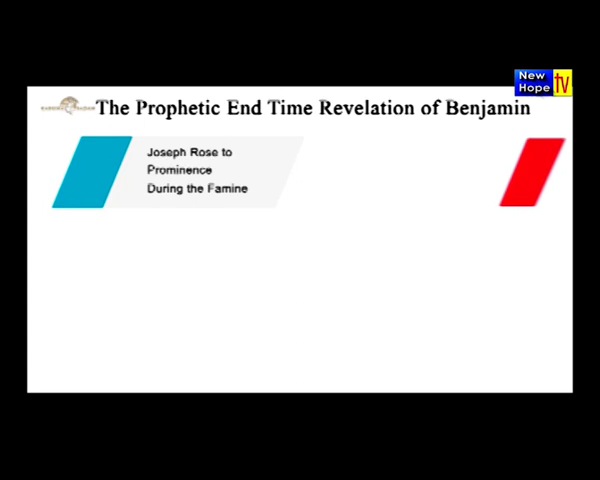 New
Hope TV
The Prophetic End Time Revelation of Benjamin
Joseph Rose to
Prominence
During the Famine